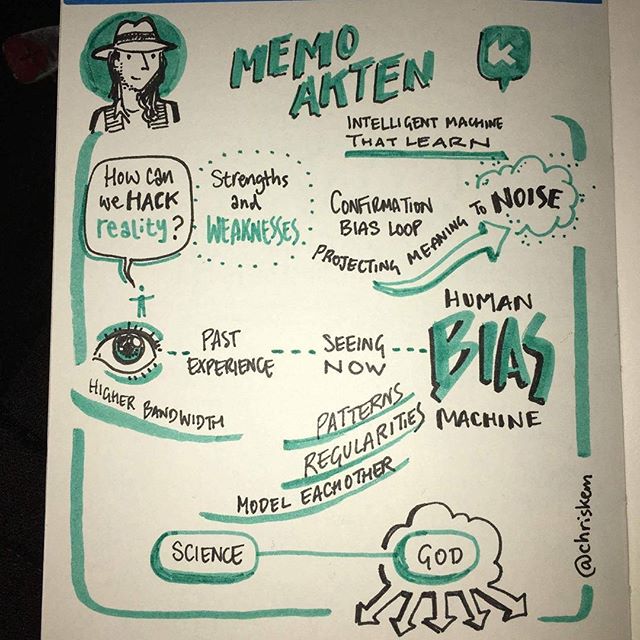 MEMO
AKTEN
K
INTELLIGENT MACHINE
THAT LEARN
How can
we HACK
reality?
Strengths
and
WEAKNESSES
CONFIRMATION
BIAS LOOP
PROJECTING MEANING TO NOISE
PAST
EXPERIENCE
SEEING
NOW
HUMAN
BIAS
MACHINE
HIGHER BANDWIDTH
PATTERNS
REGULARITIES
MODEL EACHOTHER
SCIENCE
GOD
@chriskem